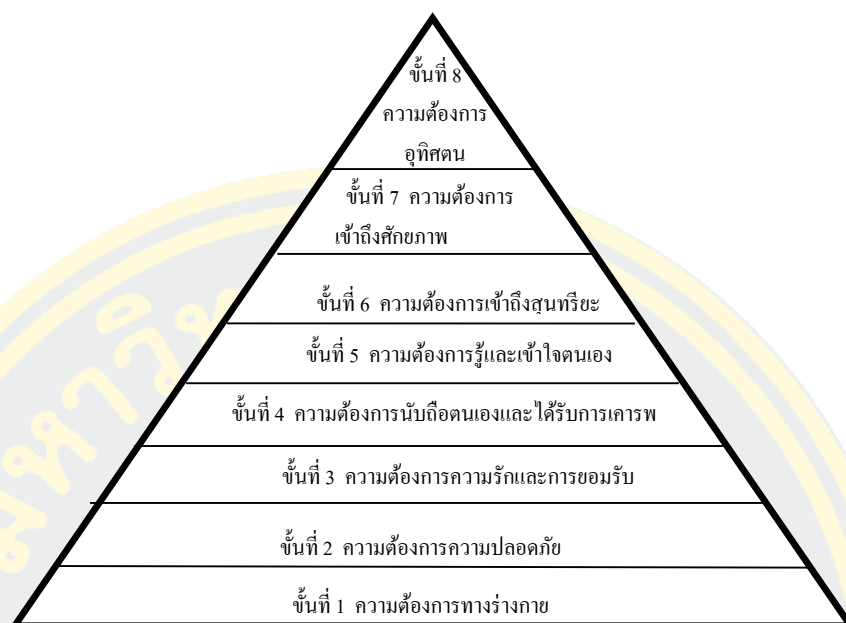 ขั้นที่ 8
ความต้องการ
อุทิศตน
ขั้นที่ 7 ความต้องการ
เข้าถึงศักยภาพ
ขั้นที่ 6 ความต้องการเข้าถึงสุนทรียะ
ขั้นที่ 5 ความต้องการรู้และเข้าใจตนเอง
ขั้นที่ 4 ความต้องการนับถือตนเองและได้รับการเคารพ
ขั้นที่ 3 ความต้องการความรักและการยอมรับ
ขั้นที่ 2 ความต้องการความปลอดภัย
ขั้นที่ 1 ความต้องการทางร่างกาย